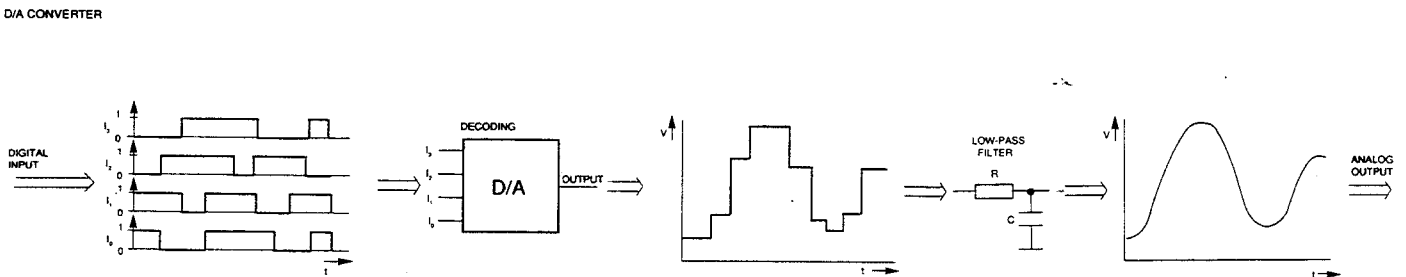 D/A CONVERTER
DIGITAL
INPUT
I3
1
0
I2
1
0
I1
1
0
I0
1
0
t
DECODING
I3
I2
I1
I0
D/A
OUTPUT
V
t
LOW-PASS
FILTER
R
C
V
t
ANALOG
OUTPUT